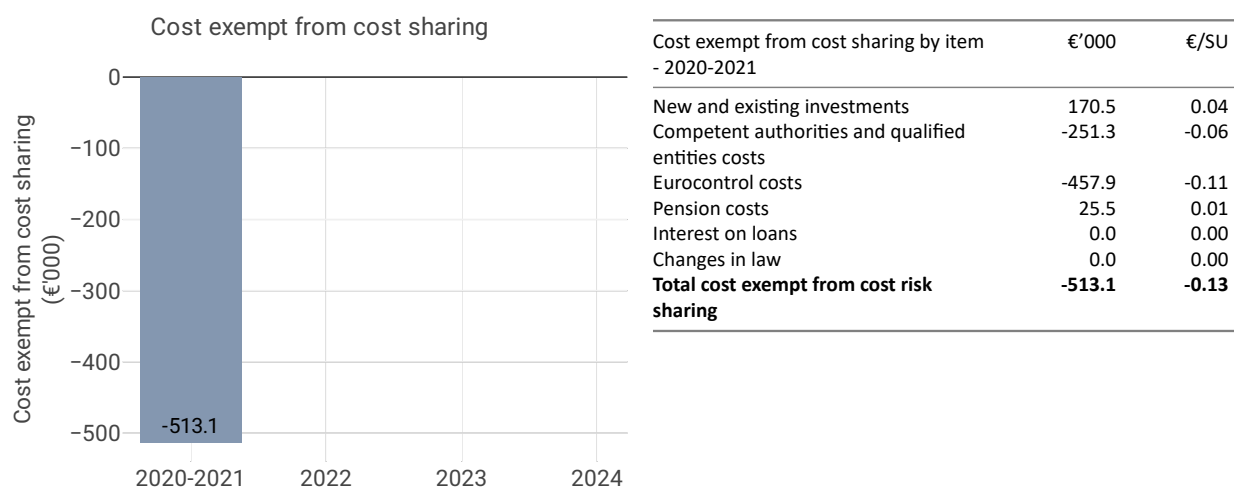 Cost exempt from cost sharing
Cost exempt from cost sharing
(€'000)
0
−100
−200
−300
−400
−500
-513.1
2020-2021 2022 2023 2024
Cost exempt from cost sharing by item €’000 €/SU
- 2020-2021
New and existing investments 170.5 0.04
Competent authorities and qualified -251.3 -0.06
entities costs
Eurocontrol costs -457.9 -0.11
Pension costs 25.5 0.01
Interest on loans 0.0 0.00
Changes in law 0.0 0.00
Total cost exempt from cost risk -513.1 -0.13
sharing